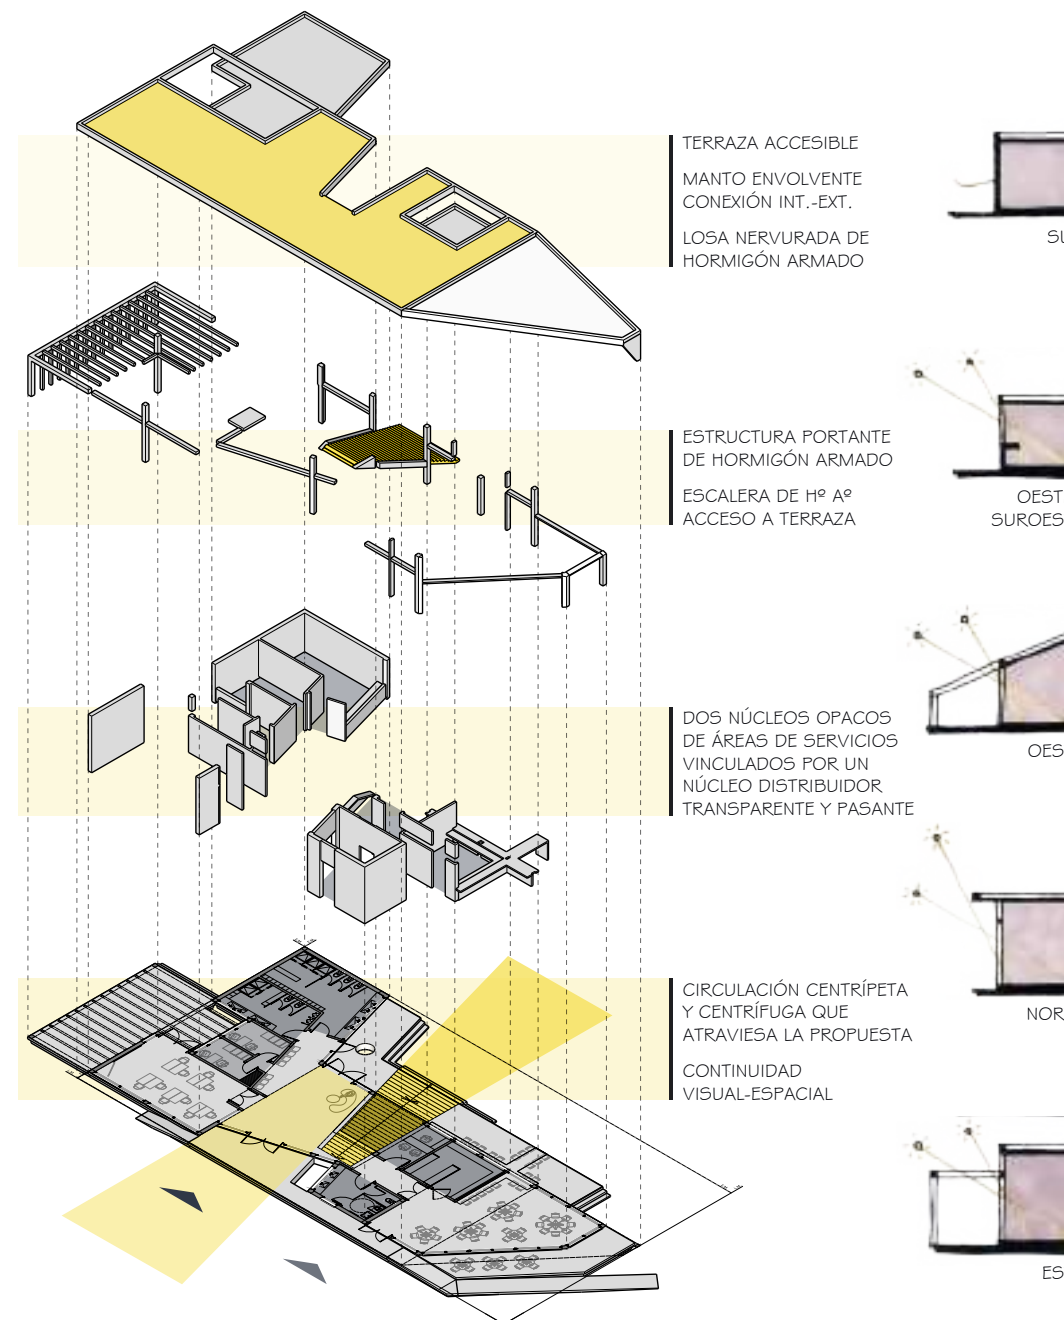 TERRAZA ACCESIBLE
MANTO ENVOLVENTE
CONEXIÓN INT.-EXT.
LOSA NERVURADA DE
HORMIGÓN ARMADO
ESTRUCTURA PORTANTE
DE HORMIGÓN ARMADO
ESCALERA DE Hº Aº
ACCESO A TERRAZA
DOS NÚCLEOS OPACOS
DE ÁREAS DE SERVICIOS
VINCULADOS POR UN
NÚCLEO DISTRIBUIDOR
TRANSPARENTE Y PASANTE
CIRCULACIÓN CENTRÍPETA
Y CENTRÍFUGA QUE
ATRAVIESA LA PROPUESTA
CONTINUIDAD
VISUAL-ESPACIAL
SU
OEST
SUROES
OES
NOR
ES